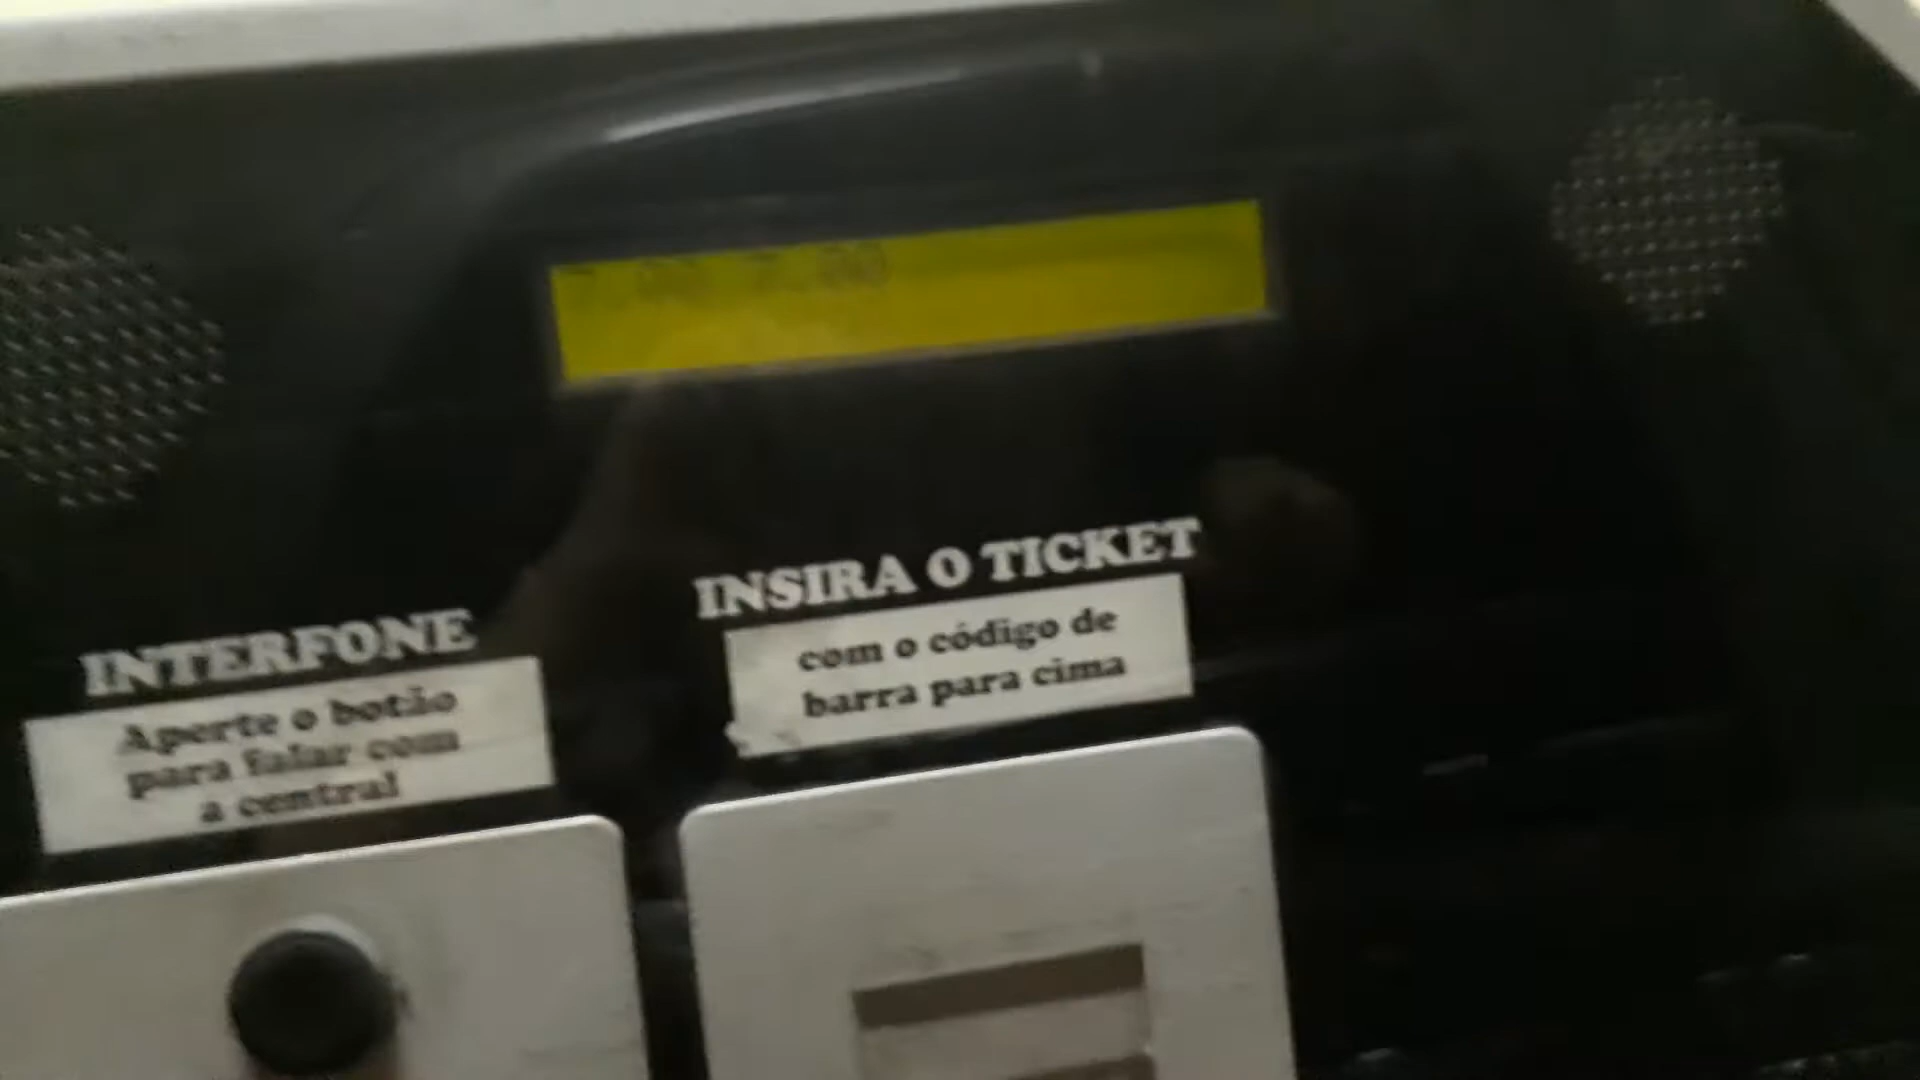 INSIRA O TICKET
com o código de
barra para cima
INTERFONE
Aperte o botão
para falar com
a central